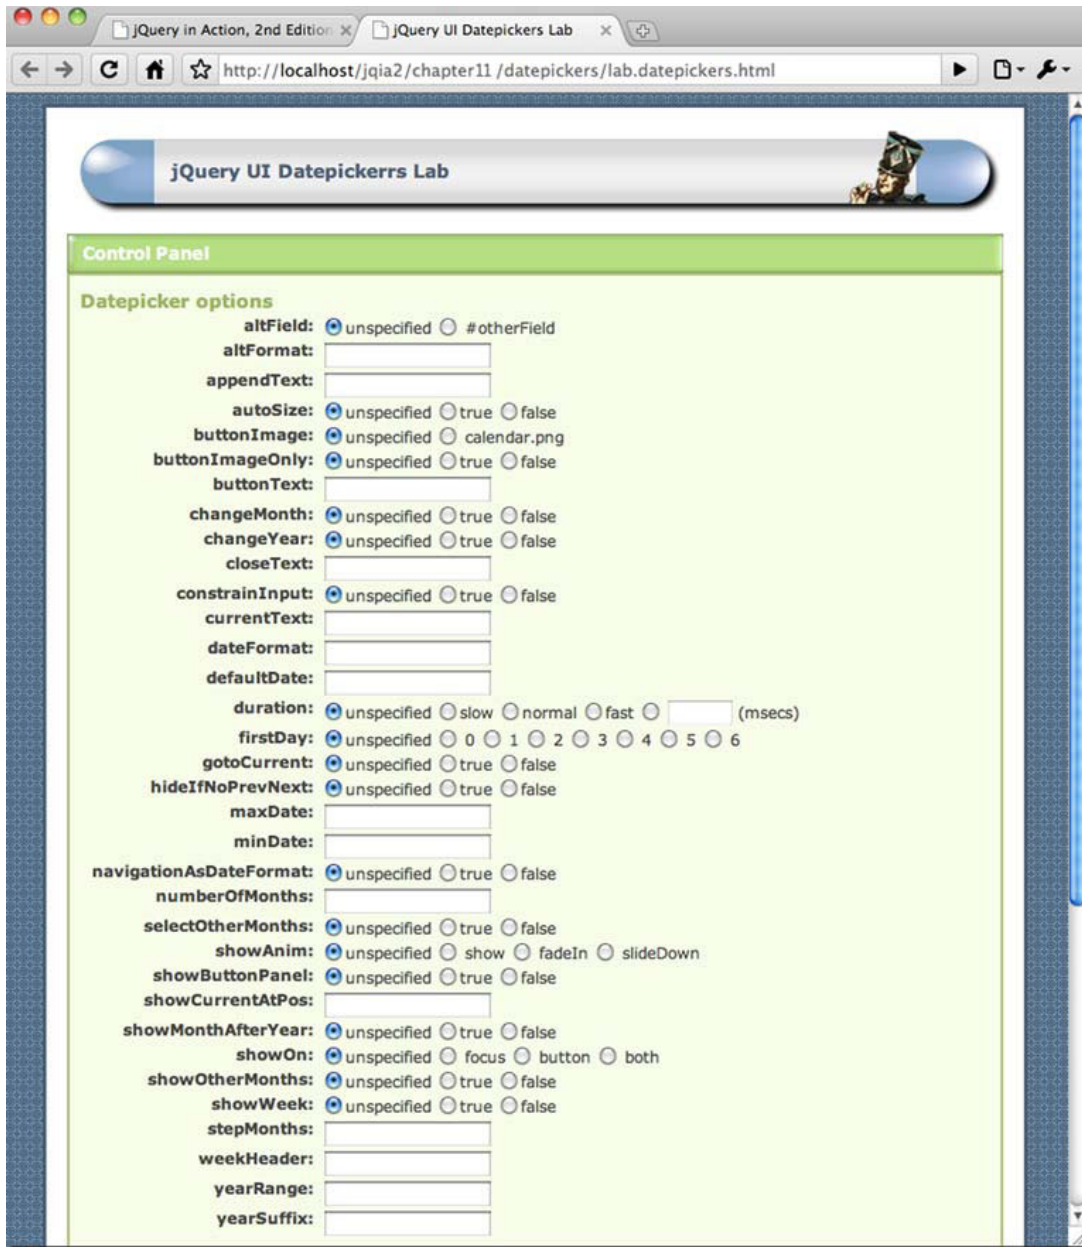 jQuery in Action, 2nd Edition
jQuery UI Datepickers Lab
http://localhost/jqia2/chapter11 /datepickers/lab.datepickers.html
jQuery UI Datepickerrs Lab
Control Panel
Datepicker options
altField: unspecified #otherField
altFormat:
appendText:
autoSize: unspecified true false
buttonImage: unspecified calendar.png
buttonImageOnly: unspecified true false
buttonText:
changeMonth: unspecified true false
changeYear: unspecified true false
closeText:
constrainInput: unspecified true false
currentText:
dateFormat:
defaultDate:
duration: unspecified slow normal fast (msecs)
firstDay: unspecified 0 1 2 3 4 5 6
gotoCurrent: unspecified true false
hideIfNoPrevNext: unspecified true false
maxDate:
minDate:
navigationAsDateFormat: unspecified true false
numberOfMonths:
selectOtherMonths: unspecified true false
showAnim: unspecified show fadeIn slideDown
showButtonPanel: unspecified true false
showCurrentAtPos:
showMonthAfterYear: unspecified true false
showOn: unspecified focus button both
showOtherMonths: unspecified true false
showWeek: unspecified true false
stepMonths:
weekHeader:
yearRange:
yearSuffix: